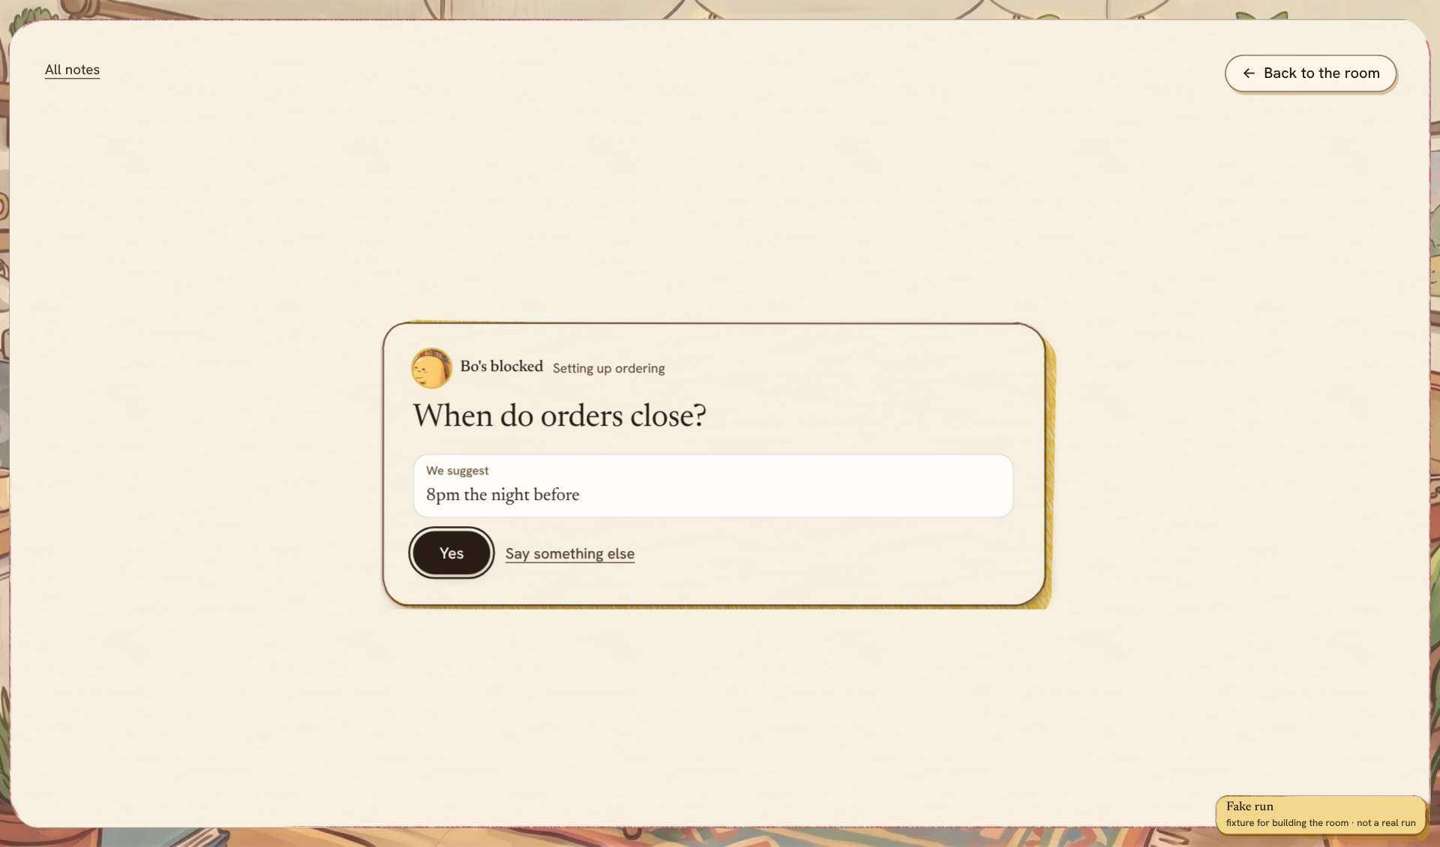 All notes
← Back to the room
Bo's blocked Setting up ordering
When do orders close?
We suggest
8pm the night before
Yes Say something else
Fake run
fixture for building the room · not a real run